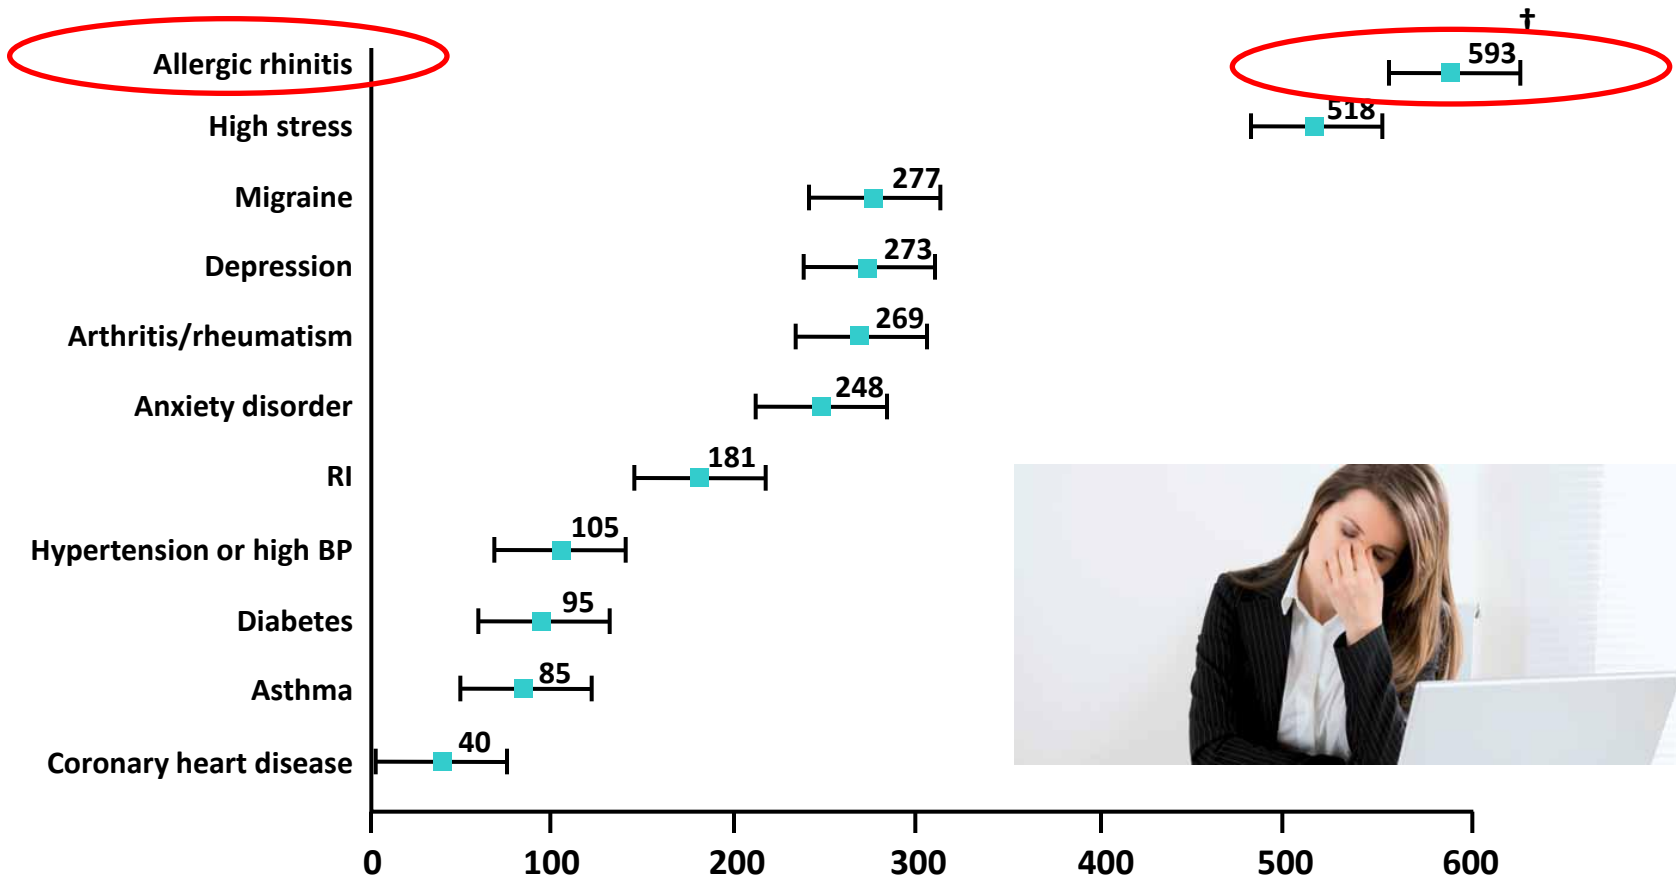 †
Allergic rhinitis 593
High stress 518
Migraine 277
Depression 273
Arthritis/rheumatism 269
Anxiety disorder 248
RI 181
Hypertension or high BP 105
Diabetes 95
Asthma 85
Coronary heart disease 40
0 100 200 300 400 500 600